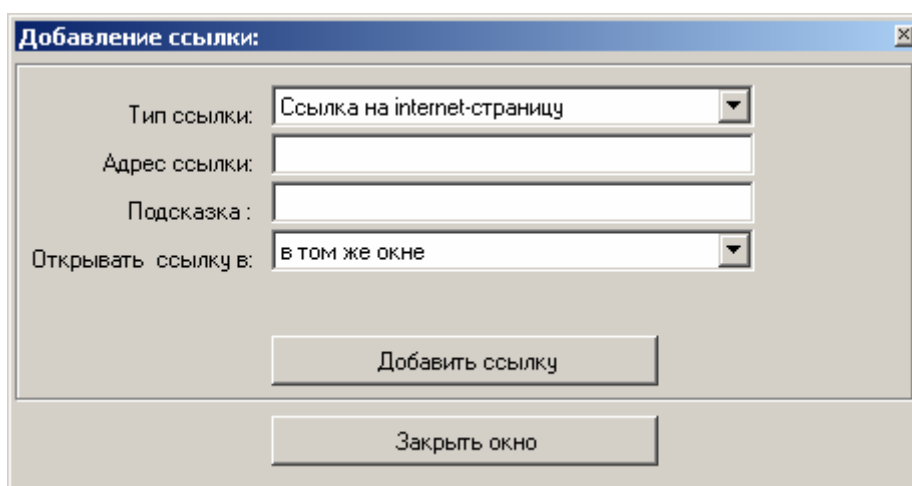 Добавление ссылки:
Тип ссылки: Ссылка на internet-страницу
Адрес ссылки:
Подсказка :
Открывать ссылку в: в том же окне
Добавить ссылку
Закрыть окно